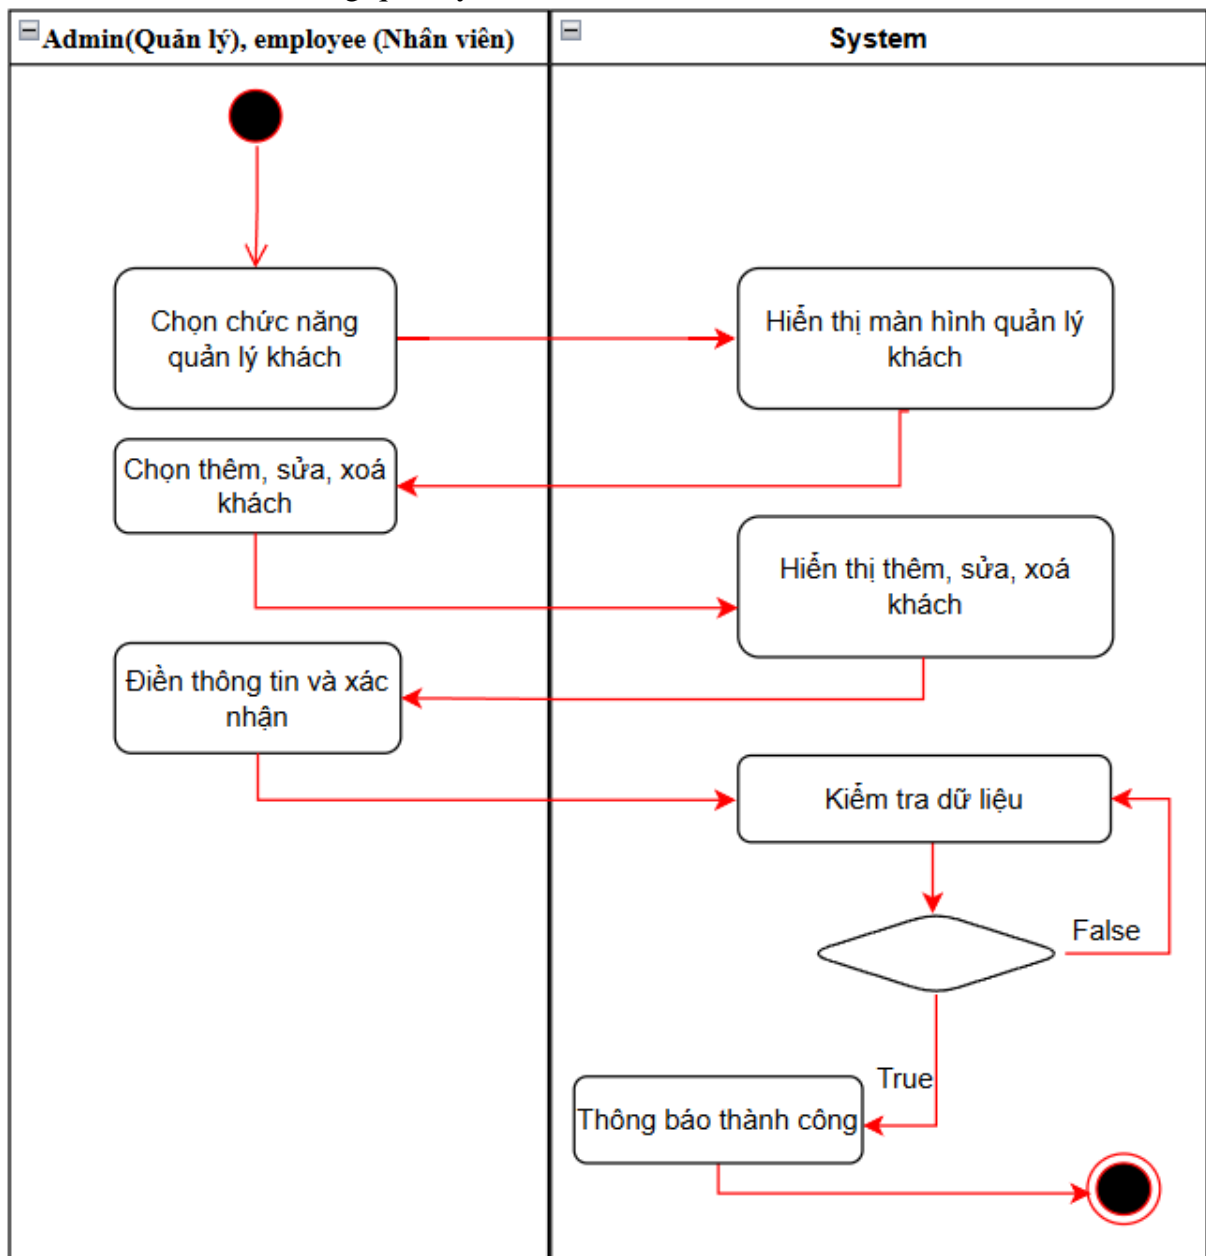 Admin(Quản lý), employee (Nhân viên)
System
Chọn chức năng
quản lý khách
Hiển thị màn hình quản lý
khách
Chọn thêm, sửa, xoá
khách
Hiển thị thêm, sửa, xoá
khách
Điền thông tin và xác
nhận
Kiểm tra dữ liệu
False
True
Thông báo thành công